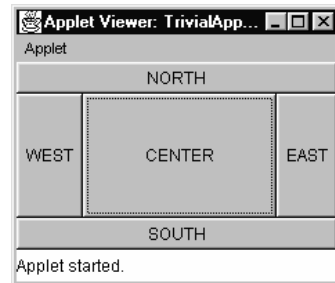 Applet Viewer: TrivialApp...
Applet
NORTH
WEST CENTER EAST
SOUTH
Applet started.